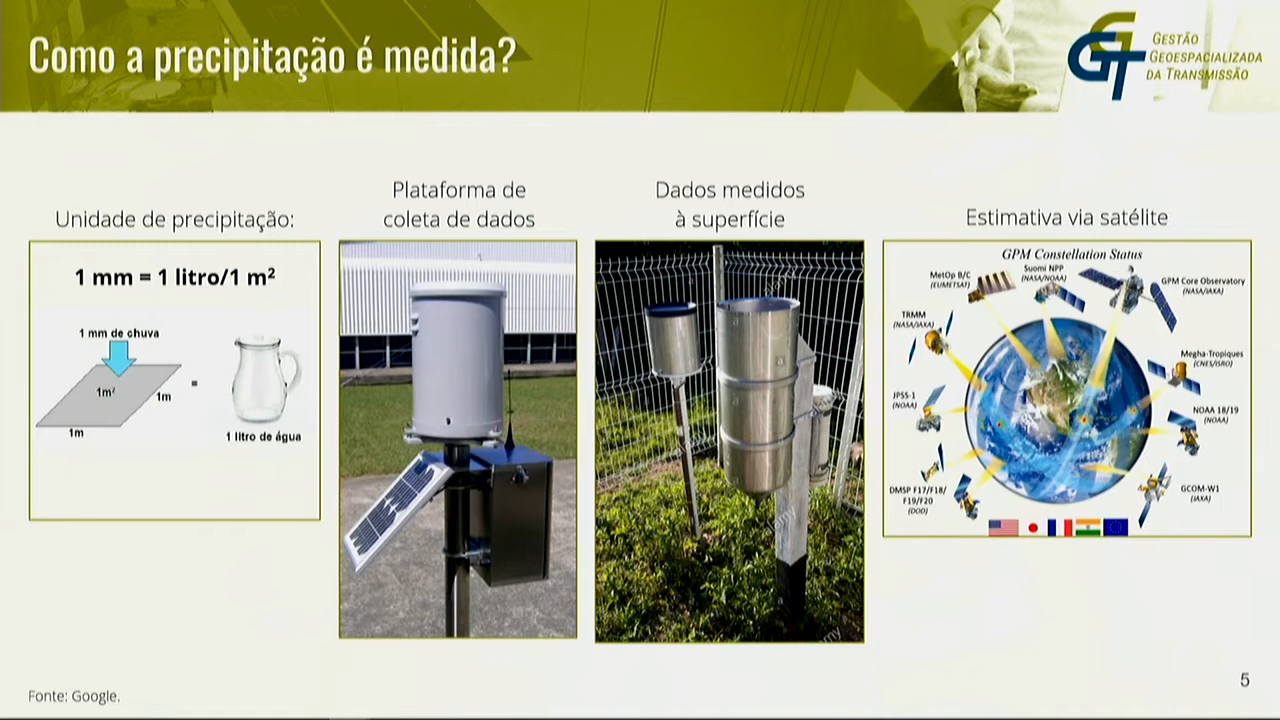 Como a precipitação é medida?
GESTÃO
GEOESPACIALIZADA
DA TRANSMISSÃO
Unidade de precipitação:
1 mm = 1 litro/1 m²
1 mm de chuva
1m²
1m
=
1m
1 litro de água
Plataforma de
coleta de dados
Dados medidos
à superfície
alamy
Estimativa via satélite
GPM Constellation Status
Suomi NPP
(NASA/NOAA)
MetOp B/C
(EUMETSAT)
GPM Core Observatory
(NASA/JAXA)
TRMM
(NASA/JAXA)
Megha-Tropiques
(CNES/ISRO)
JPSS-1
(NOAA)
NOAA 18/19
(NOAA)
DMSP F17/F18/
F19/F20
(DOD)
GCOM-W1
(JAXA)
Fonte: Google.
5